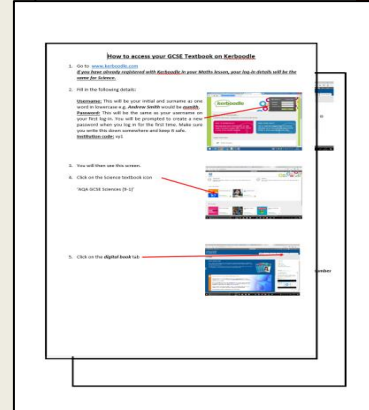 How to access your GCSE Textbook on Kerboodle
1. Go to www.kerboodle.com
If you have already registered with Kerboodle in your Maths lesson, your log-in details will be the
same for Science.
2. Fill in the following details:
Username: This will be your initial and surname as one
word in lowercase e.g. Andrew Smith would be asmith
Password: This will be the same as your username on
your first log-in. You will be prompted to create a new
password when you log in for the first time. Make sure
you write this down somewhere and keep it safe.
Institution code:
kerboodle
3. You will then see this screen.
4. Click on the Science textbook icon
'AQA GCSE Sciences (9-1)'
5. Click on the digital book tab